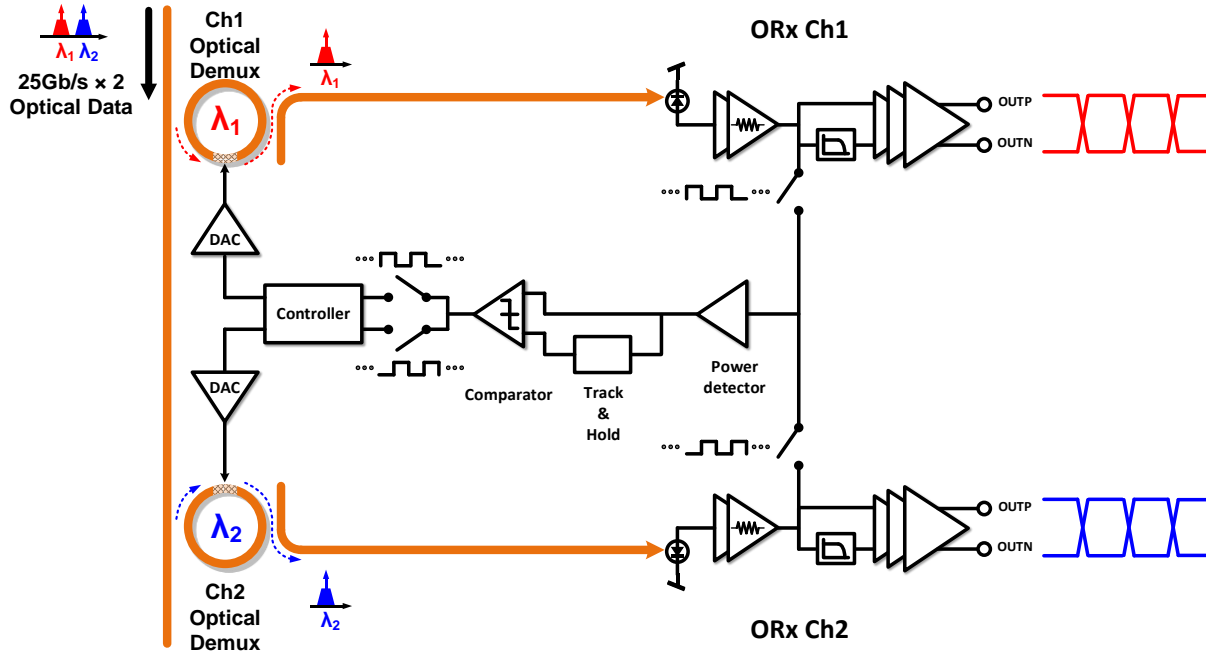 λ1 λ2
25Gb/s × 2
Optical Data
Ch1
Optical
Demux
λ1
λ1
ORx Ch1
OUTP
OUTN
DAC
Controller
DAC
Comparator
Track
&
Hold
Power
detector
λ2
Ch2
Optical
Demux
λ2
ORx Ch2
OUTP
OUTN